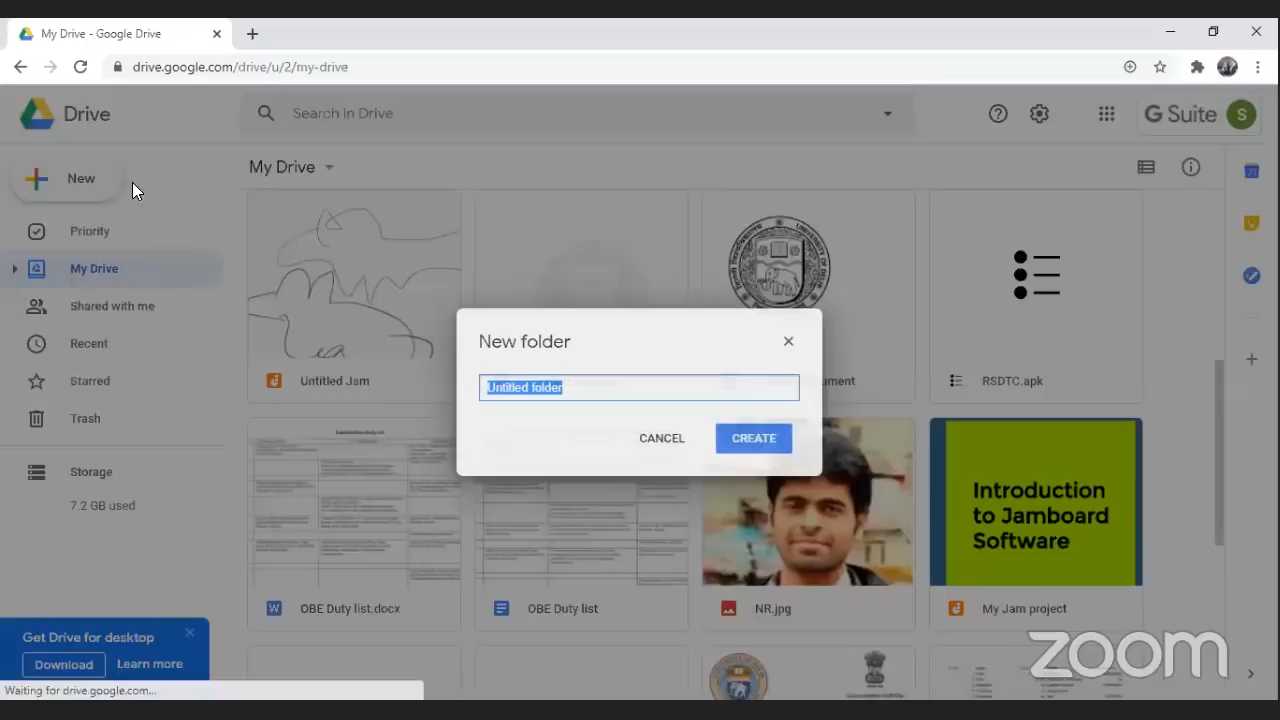 My Drive - Google Drive
drive.google.com/drive/u/2/my-drive
Drive
Search in Drive
G Suite
S
New
My Drive
Priority
My Drive
Shared with me
Recent
Starred
Trash
Storage
7.2 GB used
New folder
Untitled folder
CANCEL
CREATE
Untitled Jam
ument
RSDTC.apk
Introduction
to Jamboard
Software
OBE Duty list.docx
OBE Duty list
NR.jpg
My Jam project
Get Drive for desktop
Download
Learn more
Waiting for drive.google.com...
zoom